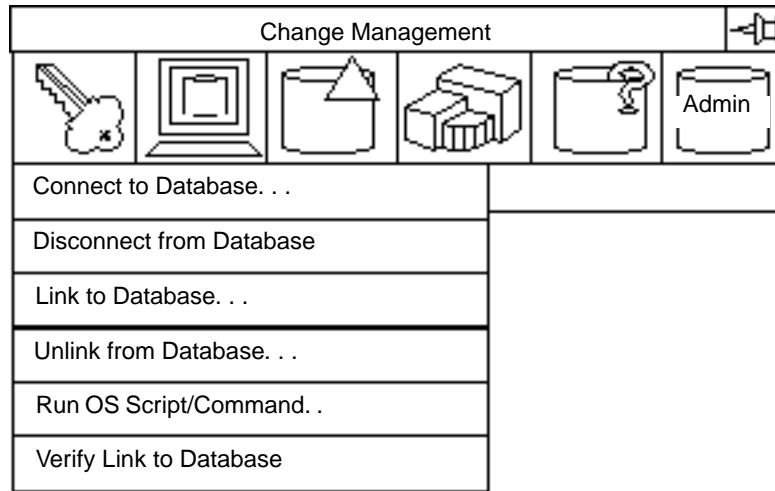 Change Management
Admin
Connect to Database. . .
Disconnect from Database
Link to Database. . .
Unlink from Database. . .
Run OS Script/Command. .
Verify Link to Database